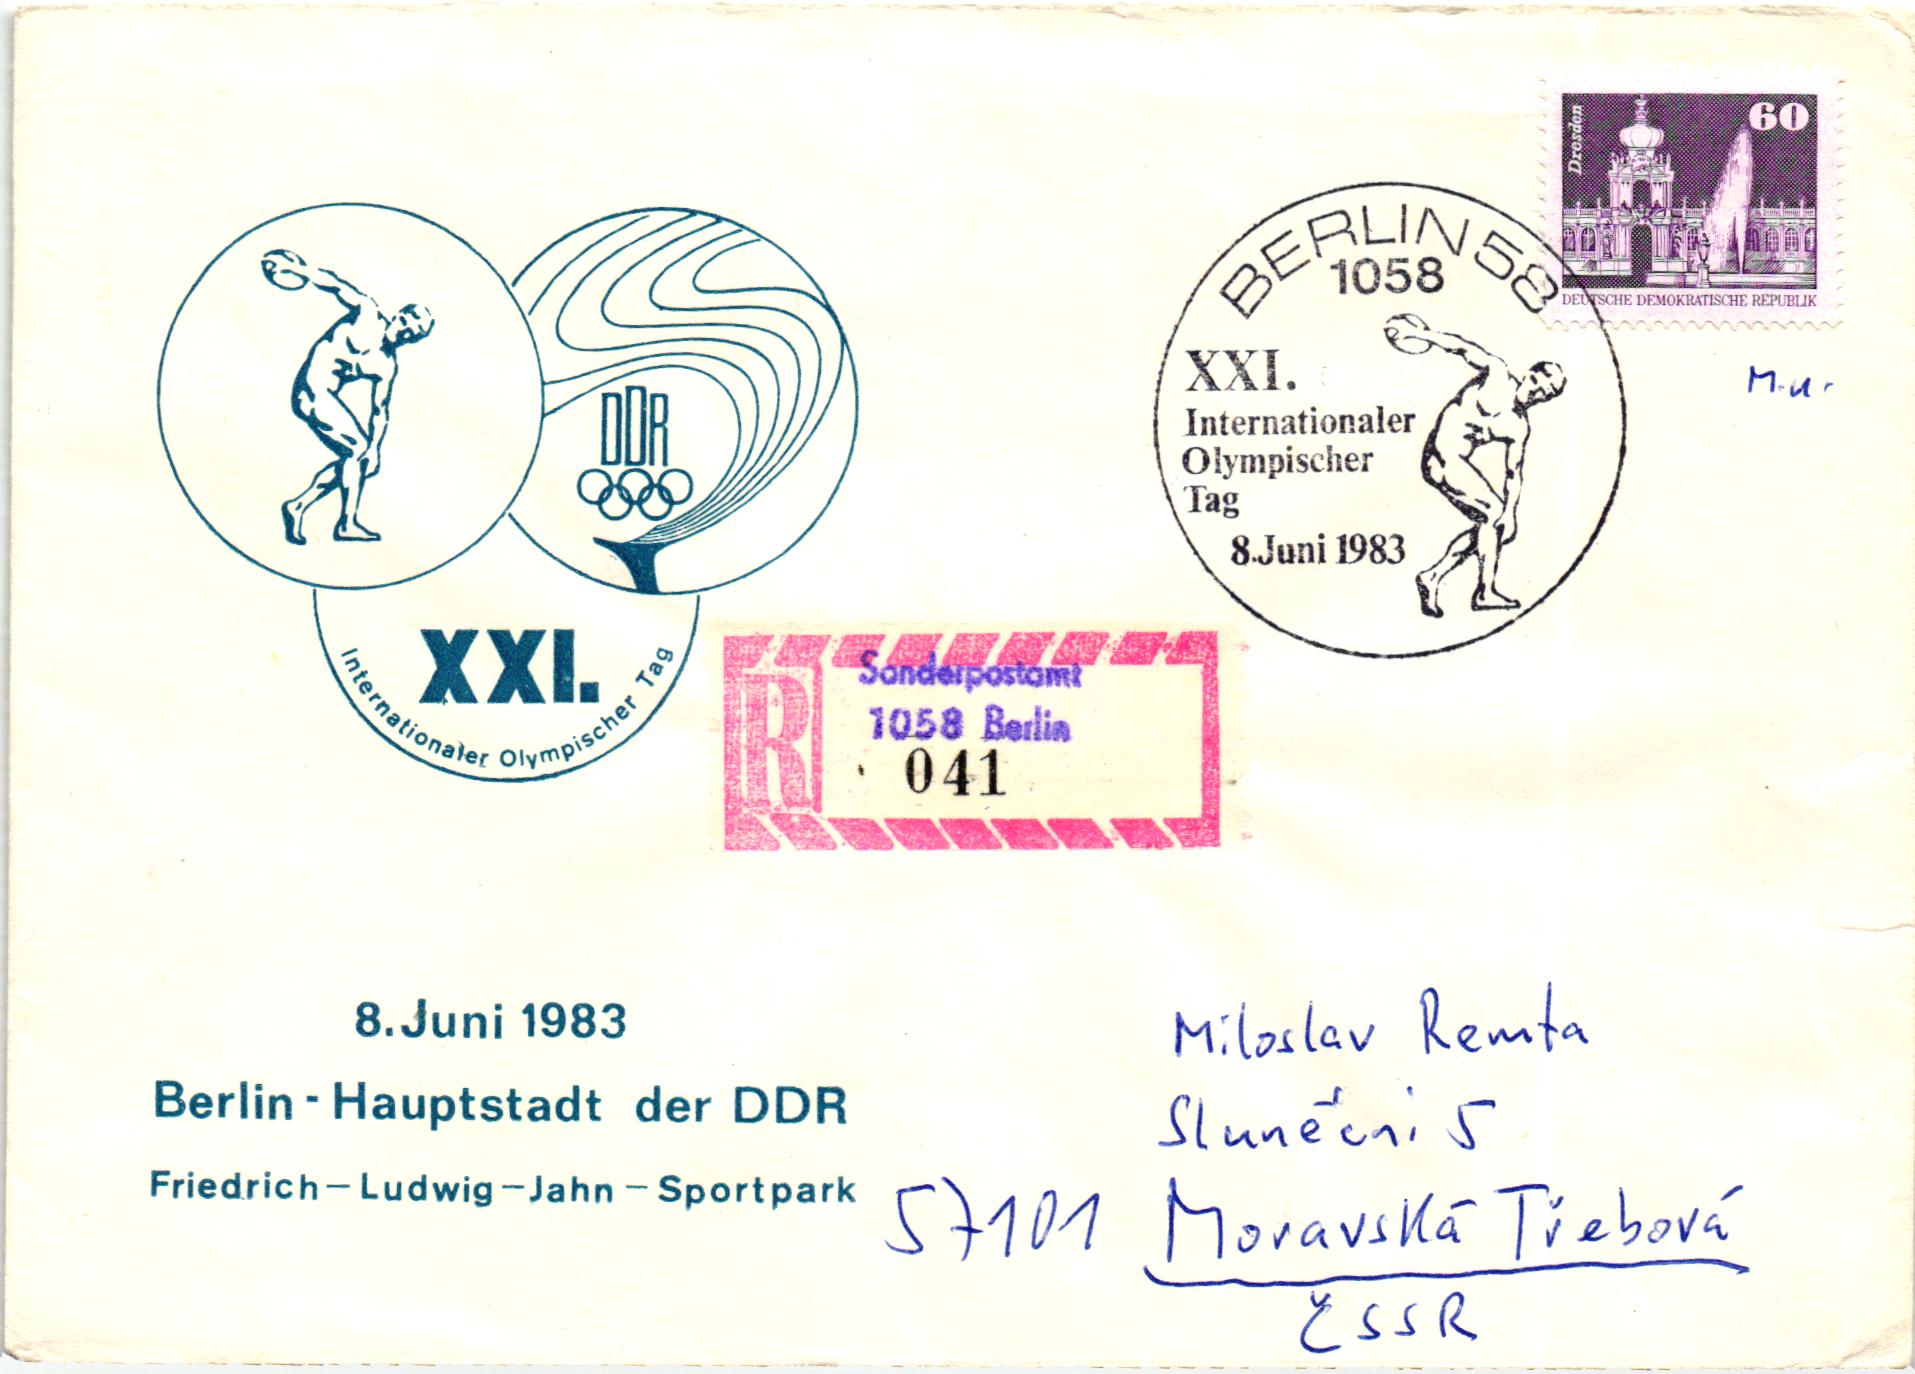 60
Dresden
DEUTSCHE DEMOKRATISCHE REPUBLIK
BERLIN 58
1058
XXI.
Internationaler
Olympischer
Tag
8. Juni 1983
M.u.
DDR
XXI.
Internationaler Olympischer Tag
R
Sonderpostamt
1058 Berlin
041
8. Juni 1983
Berlin - Hauptstadt der DDR
Friedrich - Ludwig - Jahn - Sportpark
Miloslav Remta
Slunečni 5
57101 Moravská Třebová
ČSSR